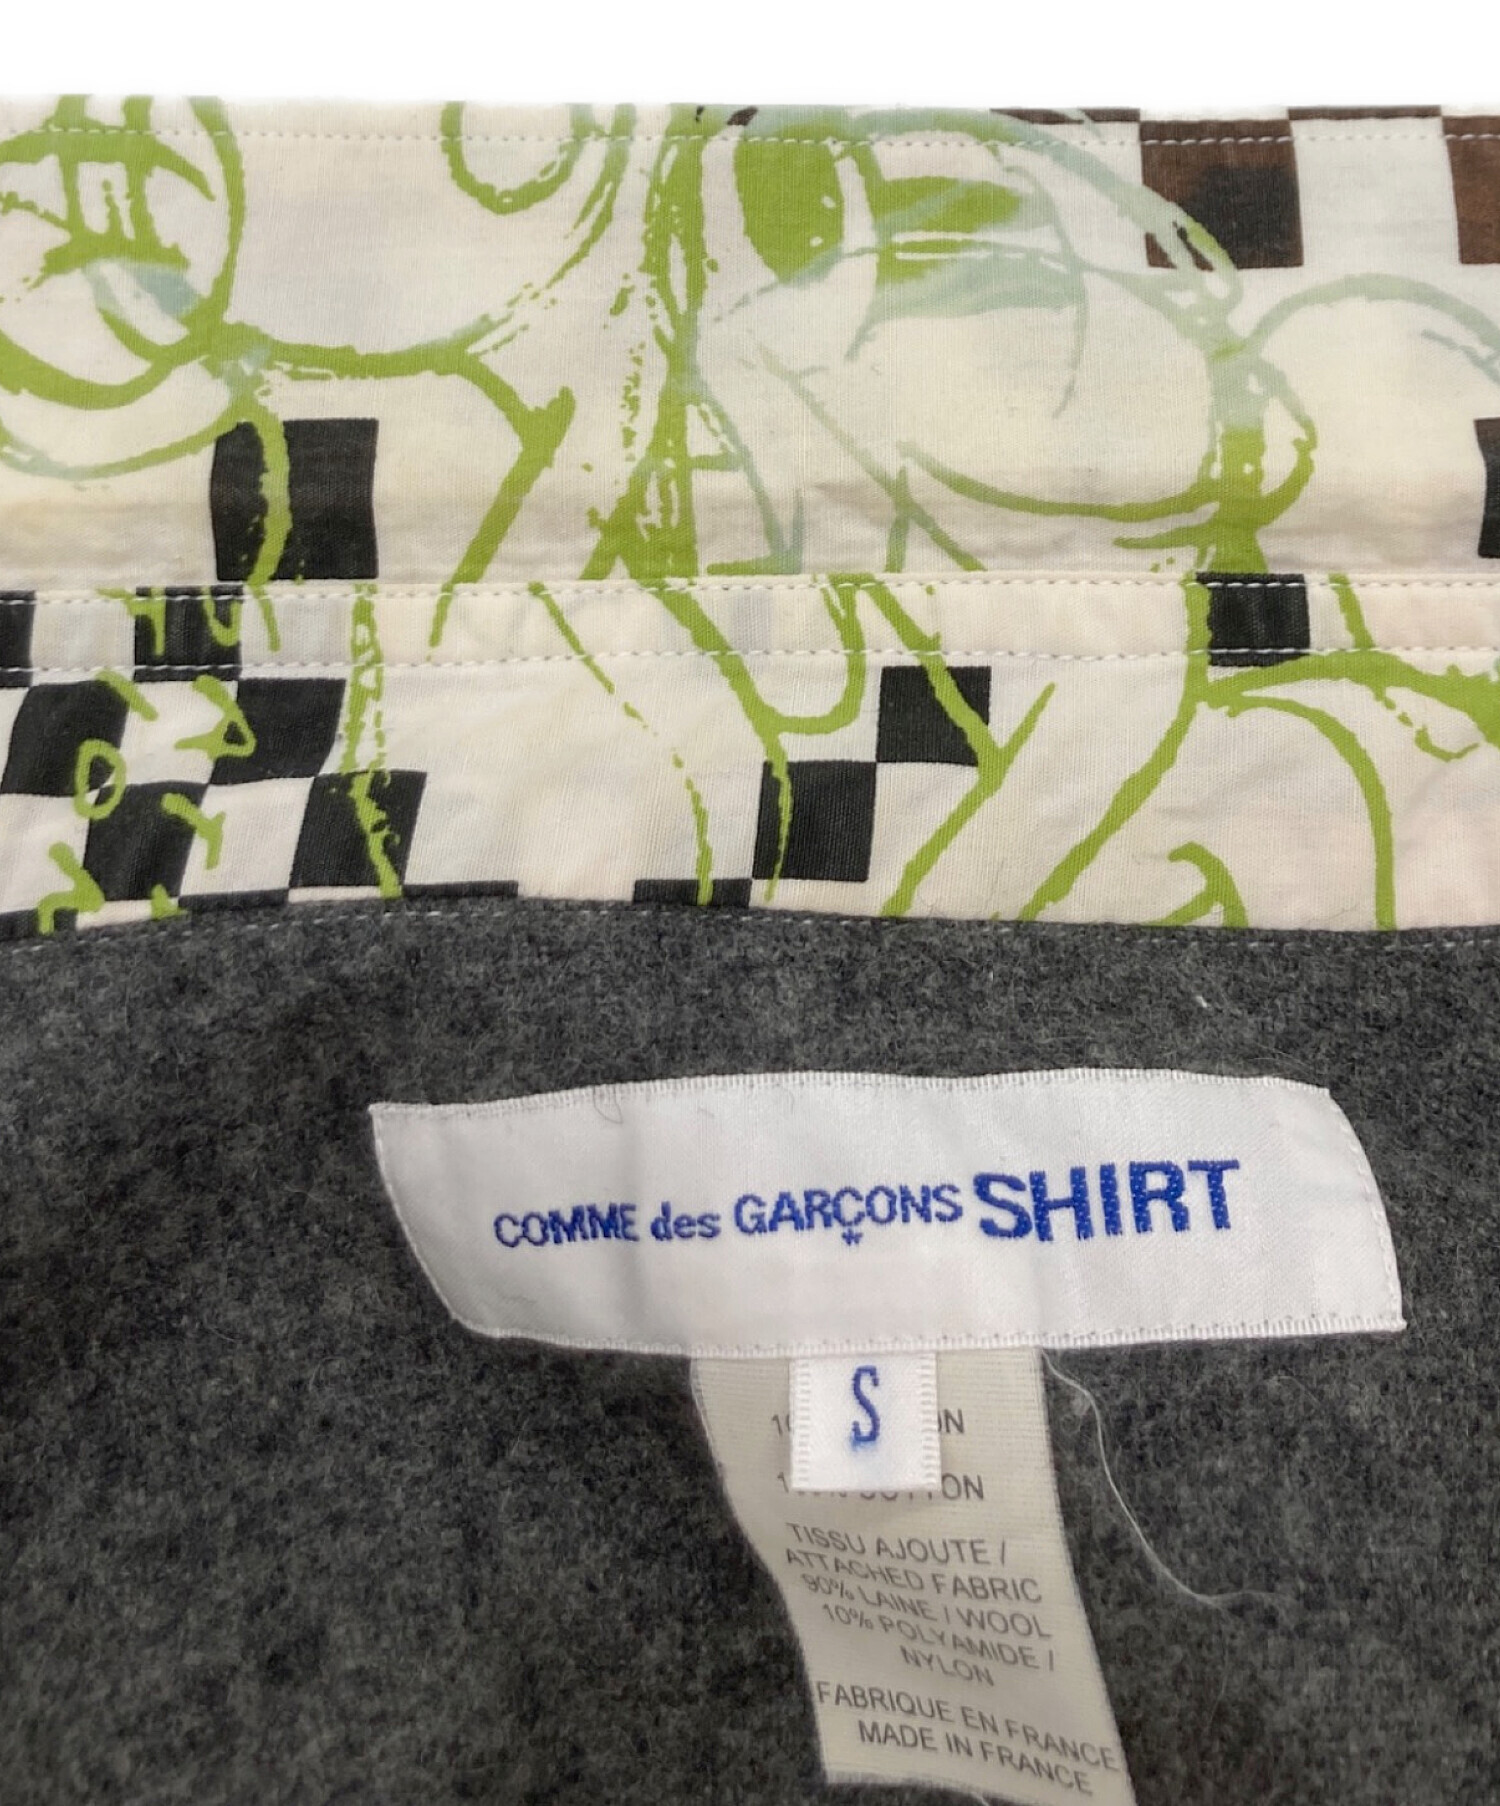 COMME des GARÇONS SHIRT
S
TISSU AJOUTE /
ATTACHED FABRIC
90% LAINE / WOOL
10% POLYAMIDE /
NYLON
FABRIQUE EN FRANCE
MADE IN FRANCE